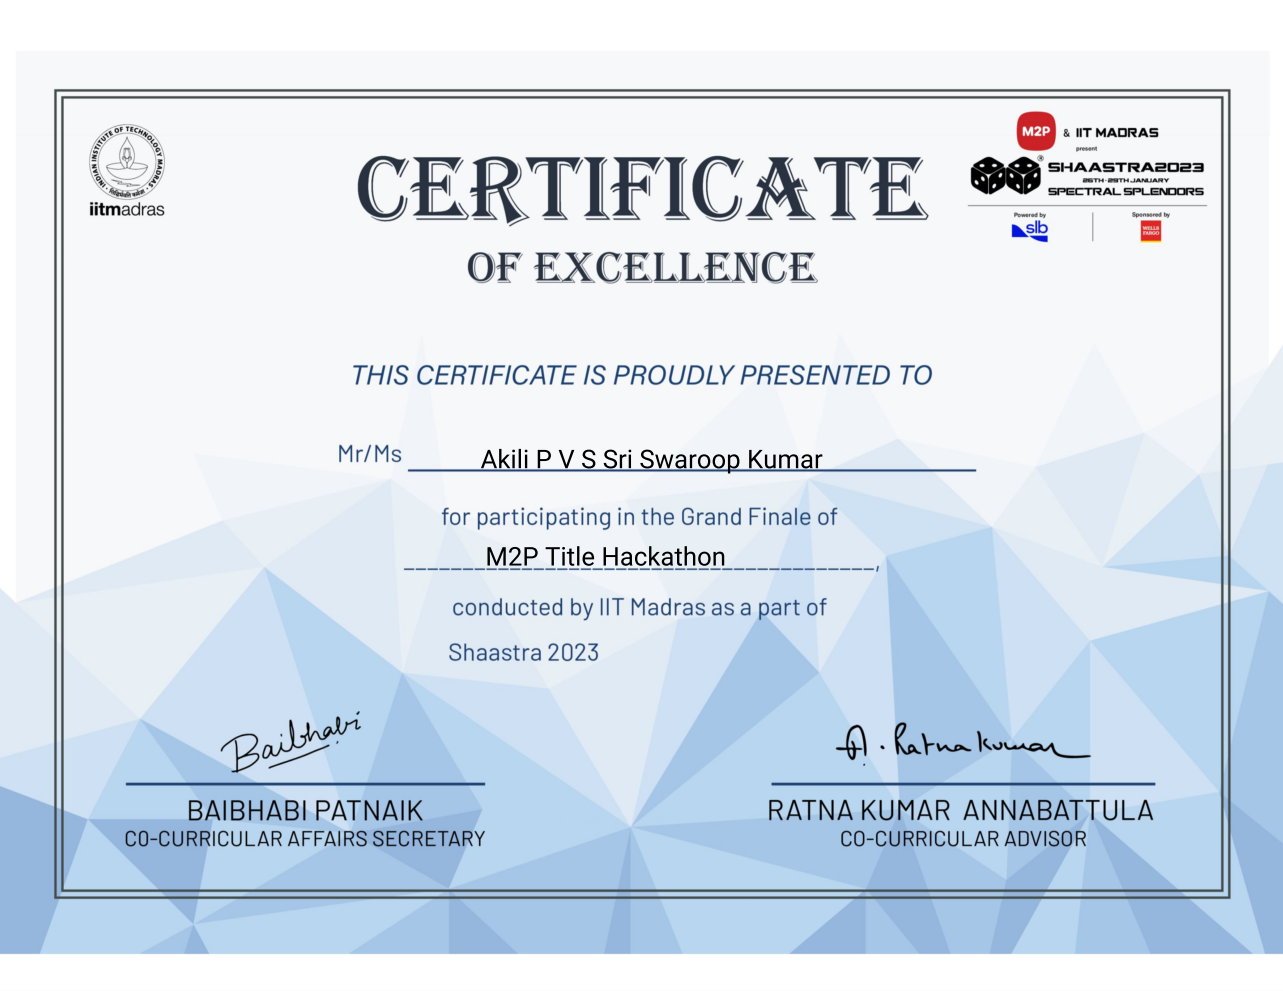 INDIAN INSTITUTE OF TECHNOLOGY MADRAS
iitmadras
M2P & IIT MADRAS
present
SHAASTRA2023
26TH-29TH JANUARY
SPECTRAL SPLENDORS
Powered by
slb
Sponsored by
WELLS
FARGO
CERTIFICATE
OF EXCELLENCE
THIS CERTIFICATE IS PROUDLY PRESENTED TO
Mr/Ms Akili P V S Sri Swaroop Kumar
for participating in the Grand Finale of
M2P Title Hackathon,
conducted by IIT Madras as a part of
Shaastra 2023
Baibhabi
BAIBHABI PATNAIK
CO-CURRICULAR AFFAIRS SECRETARY
A. Ratna Kumar
RATNA KUMAR ANNABATTULA
CO-CURRICULAR ADVISOR